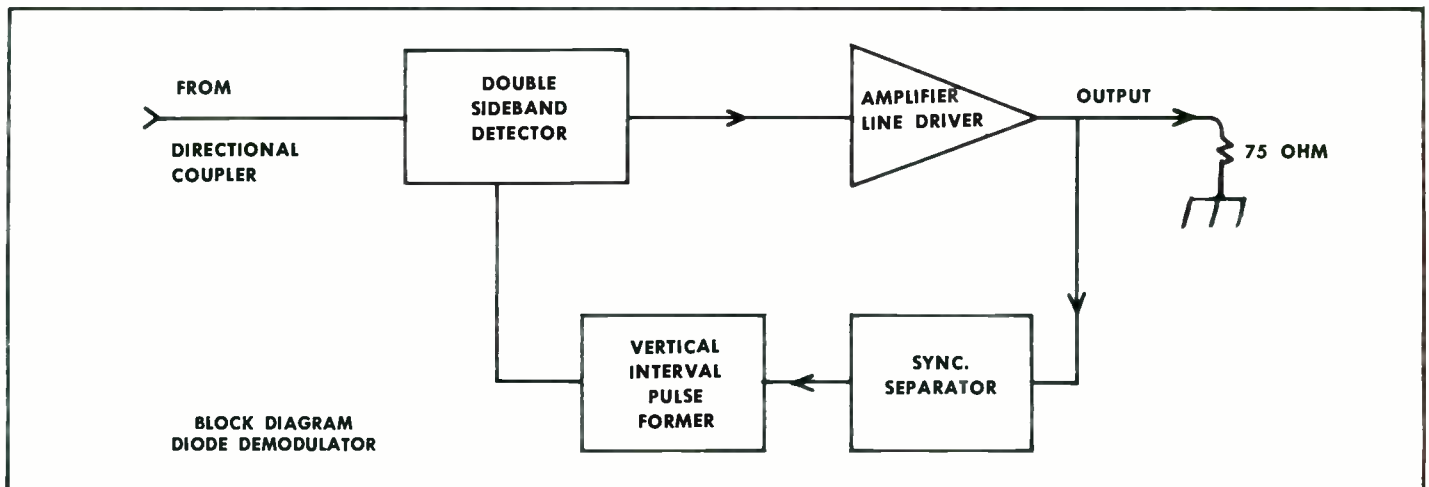 FROM
DIRECTIONAL
COUPLER
DOUBLE
SIDEBAND
DETECTOR
AMPLIFIER
LINE DRIVER
OUTPUT
75 OHM
VERTICAL
INTERVAL
PULSE
FORMER
SYNC.
SEPARATOR
BLOCK DIAGRAM
DIODE DEMODULATOR